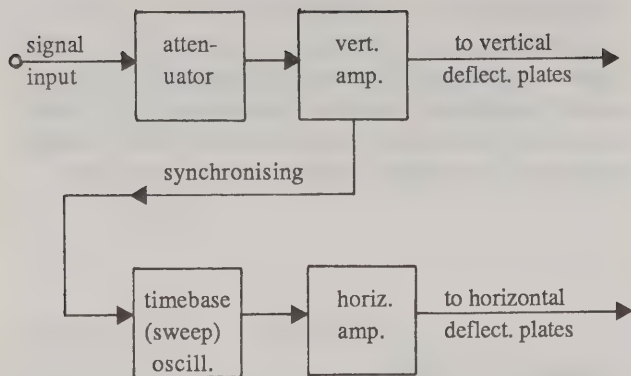 signal
input
atten-
uator
vert.
amp.
to vertical
deflect. plates
synchronising
timebase
(sweep)
oscill.
horiz.
amp.
to horizontal
deflect. plates